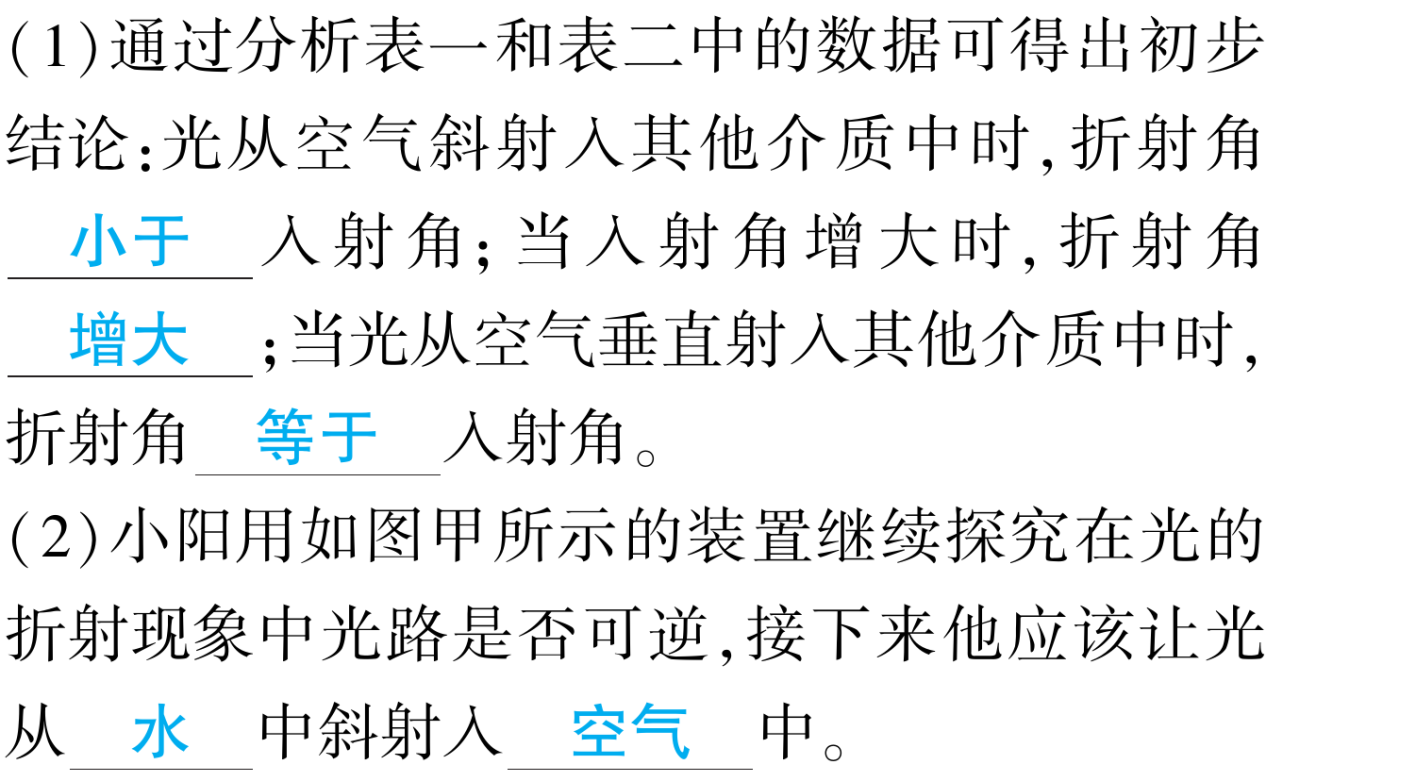 (1)通过分析表一和表二中的数据可得出初步
结论:光从空气斜射入其他介质中时,折射角
小于 入射角;当入射角增大时,折射角
增大 ;当光从空气垂直射入其他介质中时,
折射角 等于 入射角。
(2)小阳用如图甲所示的装置继续探究在光的
折射现象中光路是否可逆,接下来他应该让光
从 水 中斜射入 空气 中。